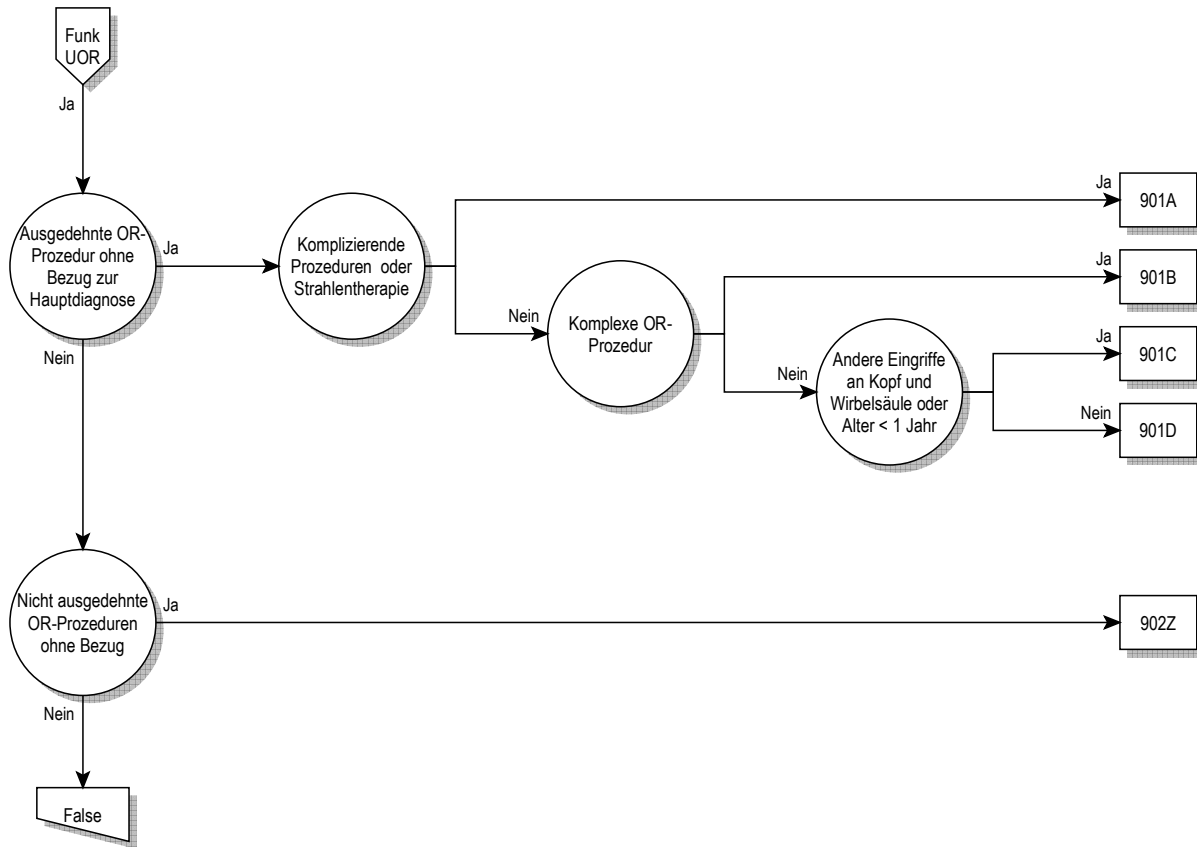 Funk
UOR
Ja
Ausgedehnte OR-
Prozedur ohne
Bezug zur
Hauptdiagnose
Ja
Komplizierende
Prozeduren oder
Strahlentherapie
Ja
901A
Nein
Komplexe OR-
Prozedur
Ja
901B
Nein
Andere Eingriffe
an Kopf und
Wirbelsäule oder
Alter < 1 Jahr
Ja
901C
Nein
901D
Nein
Nicht ausgedehnte
OR-Prozeduren
ohne Bezug
Ja
902Z
Nein
False